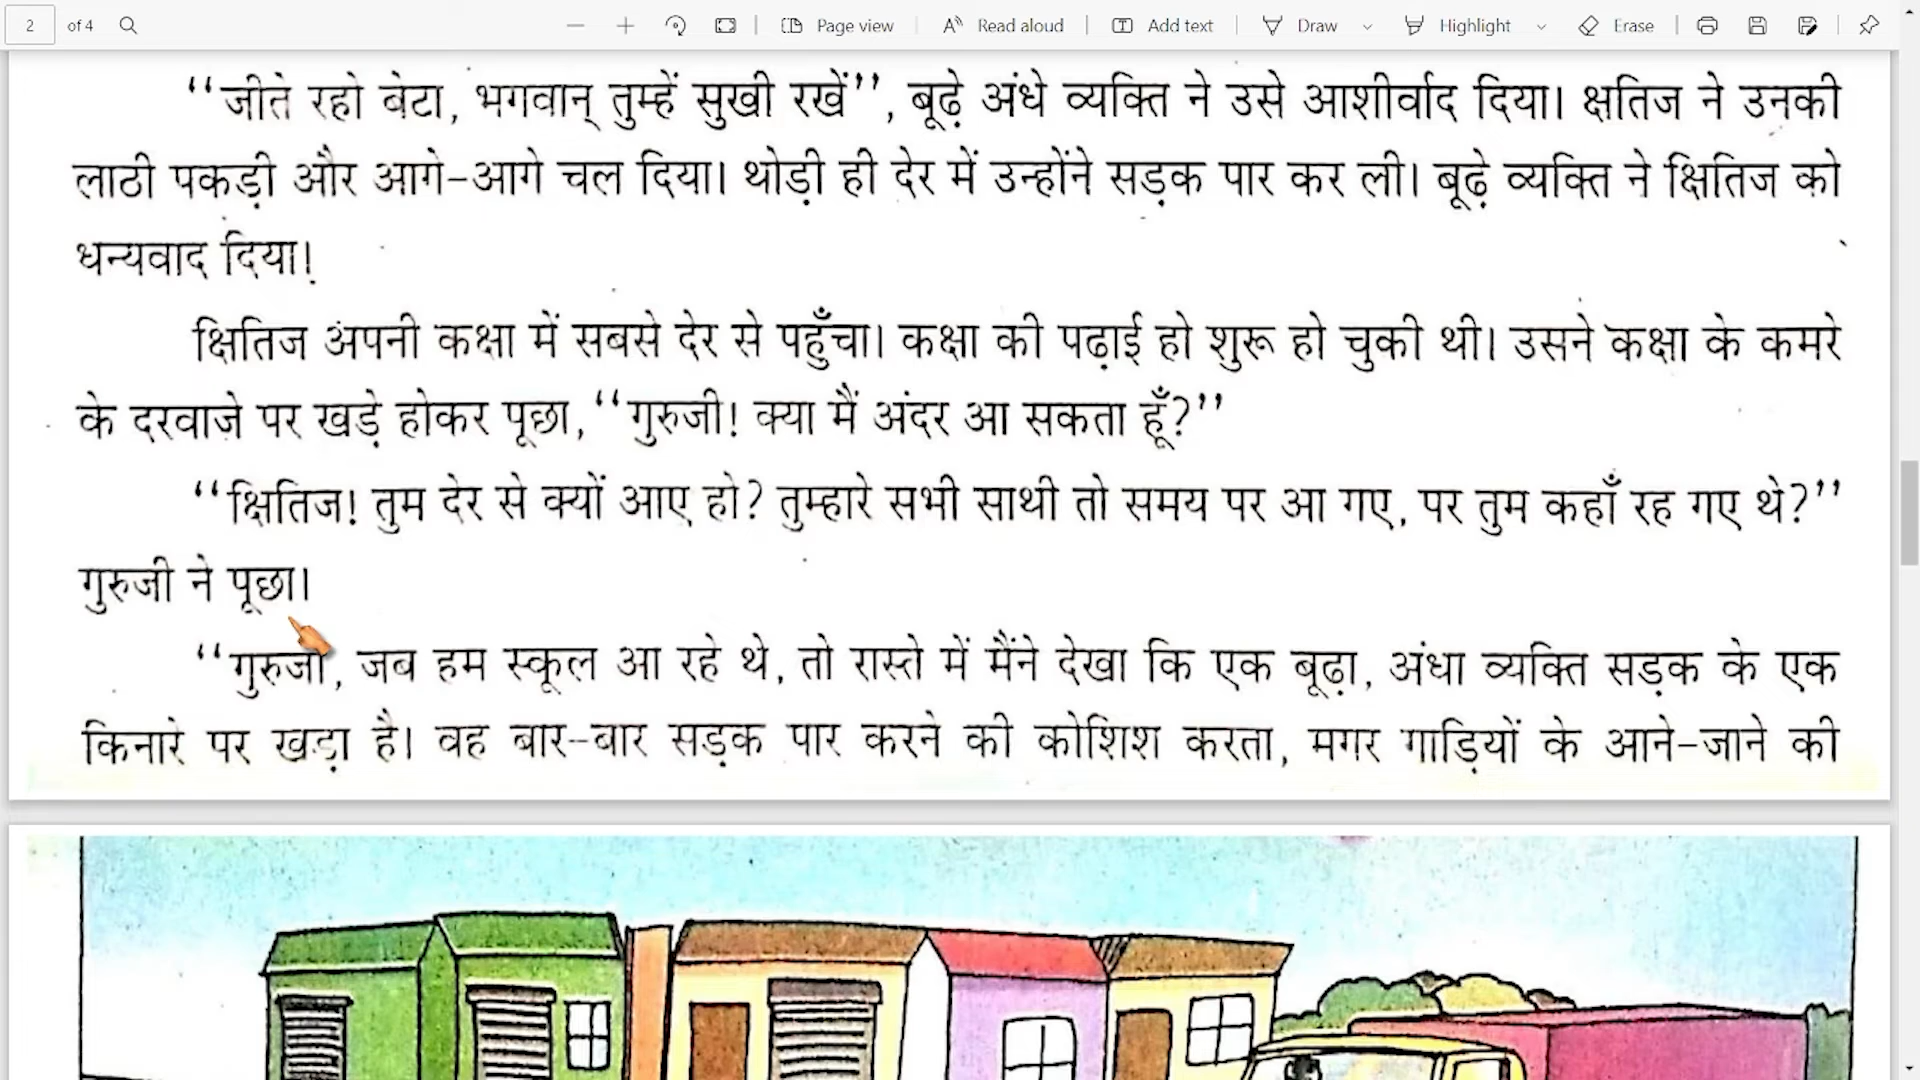 2 of 4 Page view Read aloud Add text Draw Highlight Erase
‘‘जीते रहो बेटा, भगवान् तुम्हें सुखी रखें’’, बूढ़े अंधे व्यक्ति ने उसे आशीर्वाद दिया। क्षतिज ने उनकी
लाठी पकड़ी और आगे-आगे चल दिया। थोड़ी ही देर में उन्होंने सड़क पार कर ली। बूढ़े व्यक्ति ने क्षितिज को
धन्यवाद दिया!
क्षितिज अपनी कक्षा में सबसे देर से पहुँचा। कक्षा की पढ़ाई हो शुरू हो चुकी थी। उसने कक्षा के कमरे
के दरवाजे पर खड़े होकर पूछा, ‘‘गुरुजी! क्या मैं अंदर आ सकता हूँ?’’
‘‘क्षितिज! तुम देर से क्यों आए हो? तुम्हारे सभी साथी तो समय पर आ गए, पर तुम कहाँ रह गए थे?’’
गुरुजी ने पूछा।
‘‘गुरुजी, जब हम स्कूल आ रहे थे, तो रास्ते में मैंने देखा कि एक बूढ़ा, अंधा व्यक्ति सड़क के एक
किनारे पर खड़ा है। वह बार-बार सड़क पार करने की कोशिश करता, मगर गाड़ियों के आने-जाने की